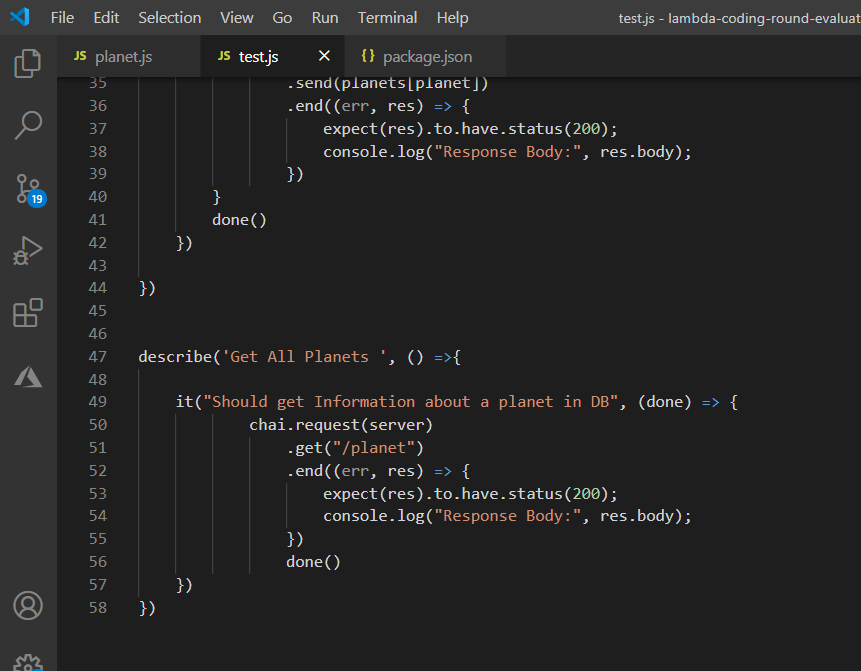 File Edit Selection View Go Run Terminal Help test.js - lambda-coding-round-evaluat
JS planet.js JS test.js × {} package.json
35 .send(planets[planet])
36 .end((err, res) => {
37 expect(res).to.have.status(200);
38 console.log("Response Body:", res.body);
39 })
40 }
41 done()
42 })
43
44 })
45
46
47 describe('Get All Planets ', () =>{
48
49 it("Should get Information about a planet in DB", (done) => {
50 chai.request(server)
51 .get("/planet")
52 .end((err, res) => {
53 expect(res).to.have.status(200);
54 console.log("Response Body:", res.body);
55 })
56 done()
57 })
58 })
19